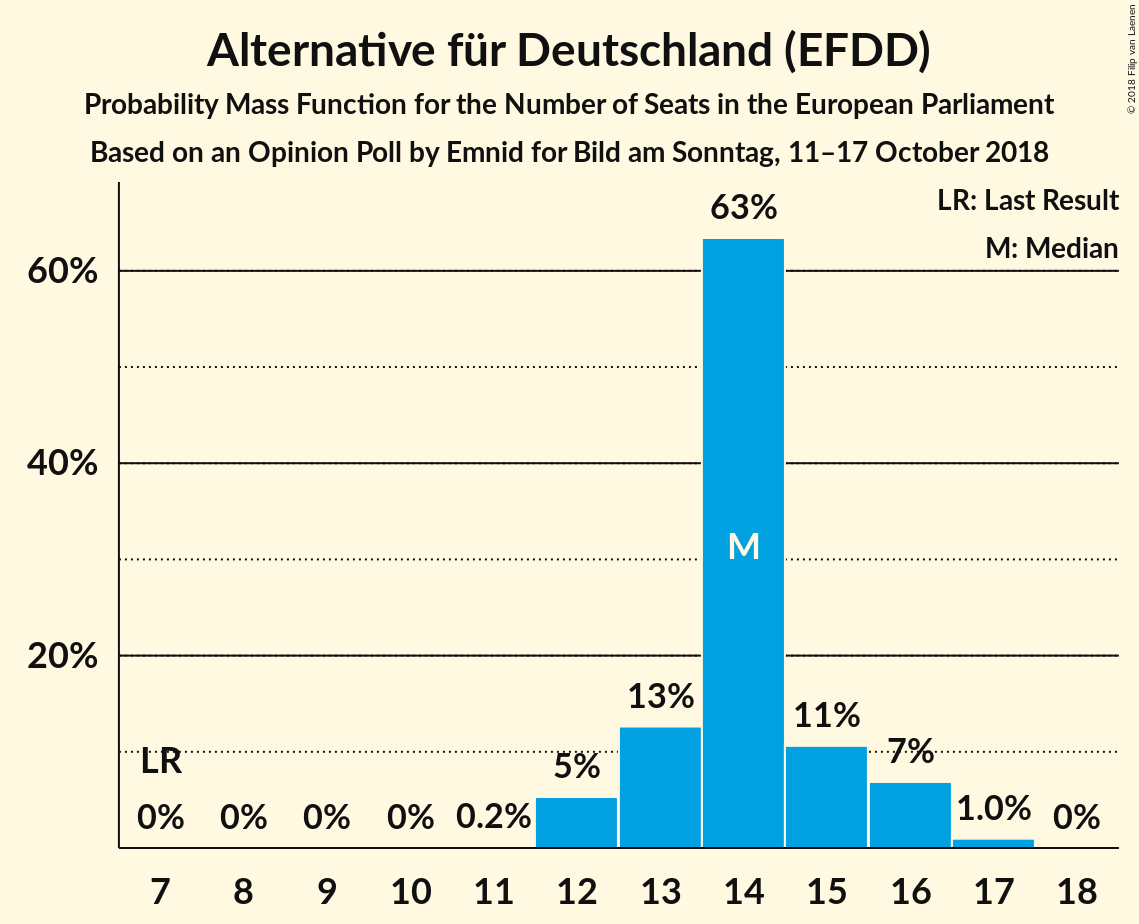 Alternative für Deutschland (EFDD)
Probability Mass Function for the Number of Seats in the European Parliament
Based on an Opinion Poll by Emnid for Bild am Sonntag, 11–17 October 2018
© 2018 Filip van Laenen
LR: Last Result
M: Median
60%
40%
20%
63%
M
13%
11%
7%
5%
LR
0%
0%
0%
0%
0.2%
1.0%
0%
7 8 9 10 11 12 13 14 15 16 17 18